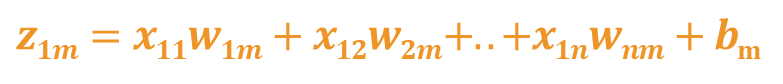 z₁ₘ = x₁₁w₁ₘ + x₁₂w₂ₘ+..+x₁ₙwₙₘ + bₘ